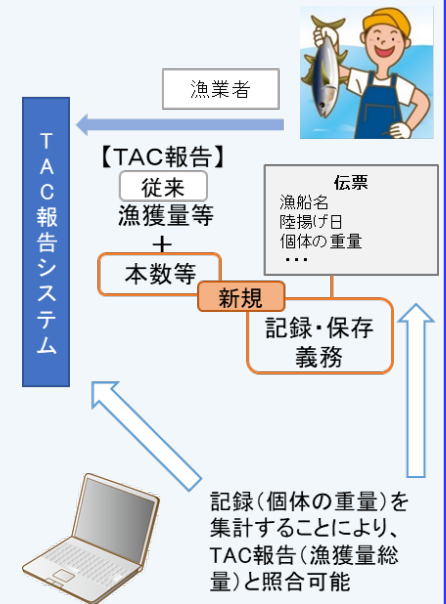 漁業者
TAC報告システム
【TAC報告】
従来
漁獲量等
＋
本数等
新規
伝票
漁船名
陸揚げ日
個体の重量
・・・
記録・保存
義務
記録（個体の重量）を
集計することにより、
TAC報告（漁獲量総
量）と照合可能